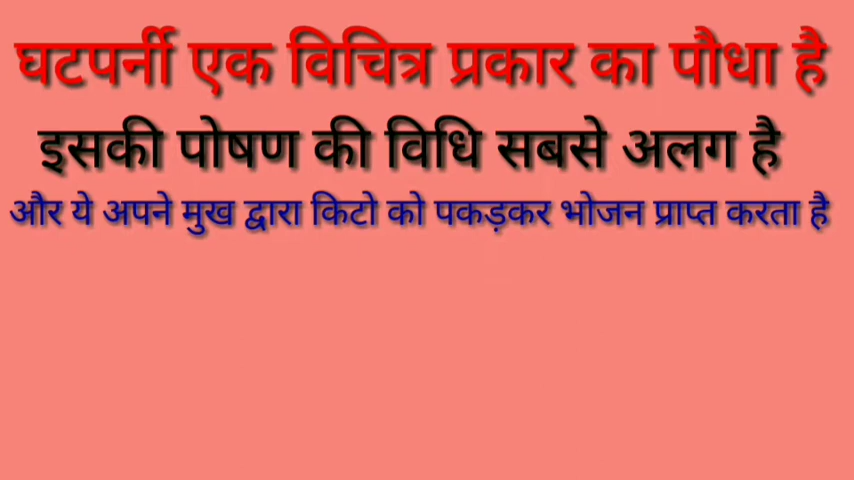 घटपर्नी एक विचित्र प्रकार का पौधा है
इसकी पोषण की विधि सबसे अलग है
और ये अपने मुख द्वारा किटो को पकड़कर भोजन प्राप्त करता है